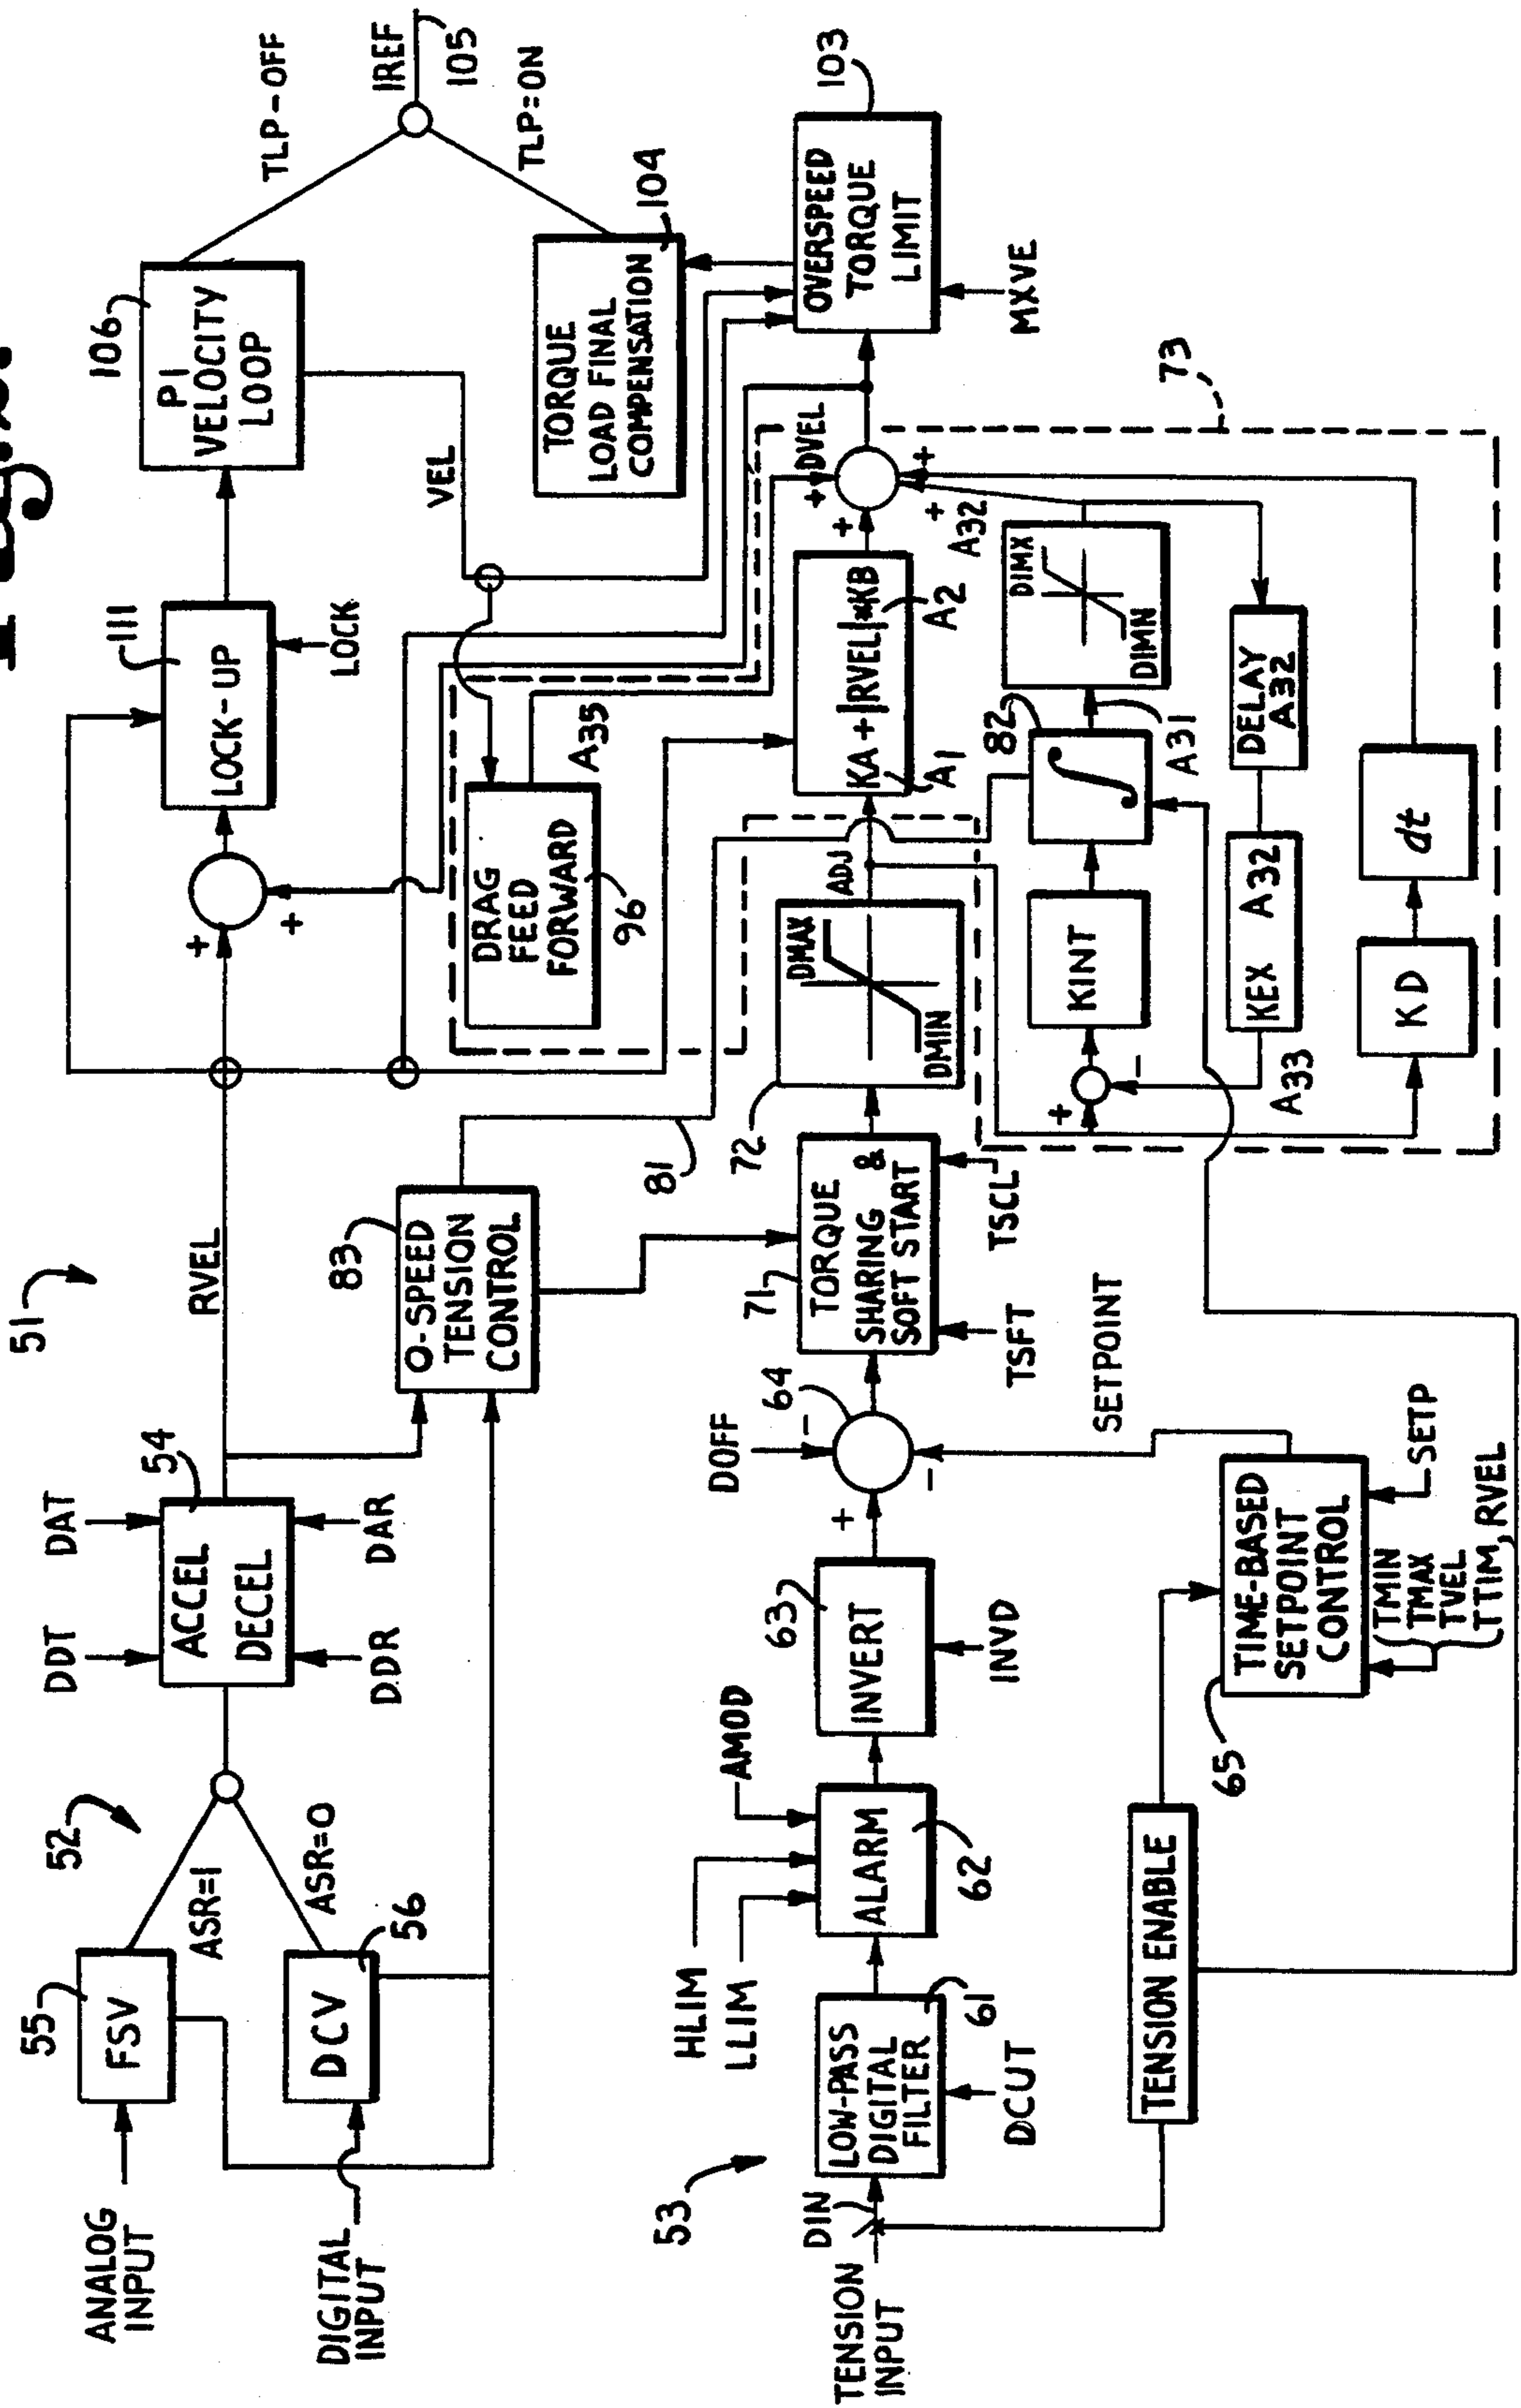 51
52
ANALOG
INPUT
55
FSV
ASR=1
DIGITAL
INPUT
DCV
56
ASR=0
DDT
DAT
54
ACCEL
DECEL
DDR
DAR
RVEL
83
O-SPEED
TENSION
CONTROL
81
+
+
111
LOCK-UP
LOCK
106
PI
VELOCITY
LOOP
VEL
TLP-OFF
IREF
105
TLP=ON
TORQUE
LOAD FINAL
COMPENSATION
104
DRAG
FEED
FORWARD
96
A35
53
TENSION
INPUT
DIN
LOW-PASS
DIGITAL
FILTER
61
DCUT
HLIM
LLIM
AMOD
ALARM
62
63
INVERT
INVD
DOFF
64
+
-
-
SETPOINT
71
TORQUE
SHARING &
SOFT START
TSFT
TSCL
72
DMAX
DMIN
ADJ
KA+|RVEL|*KB
A1
A2
+
+DVEL
+
+
A32
OVERSPEED
TORQUE
LIMIT
103
MXVE
73
+
-
A33
KINT
82
∫
A31
DIMX
DIMN
KEX A32
DELAY
A32
KD
dt
TENSION ENABLE
65
TIME-BASED
SETPOINT
CONTROL
SETP
TMIN
TMAX
TVEL
TTIM, RVEL